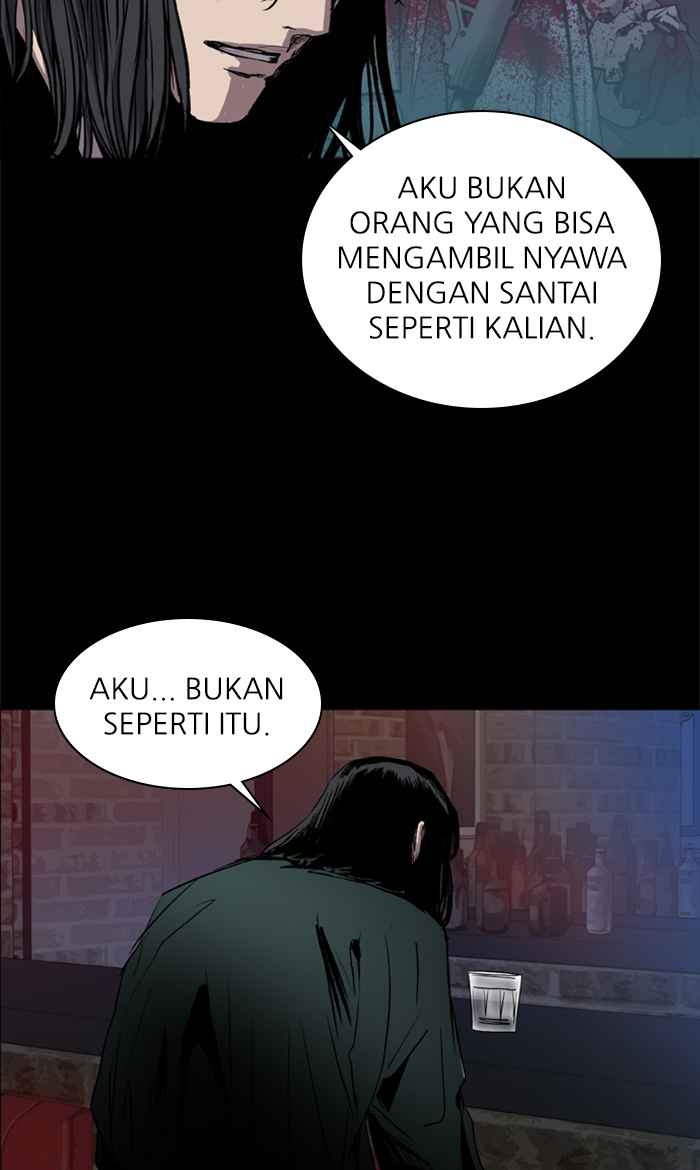 AKU BUKAN
ORANG YANG BISA
MENGAMBIL NYAWA
DENGAN SANTAI
SEPERTI KALIAN.
AKU... BUKAN
SEPERTI ITU.